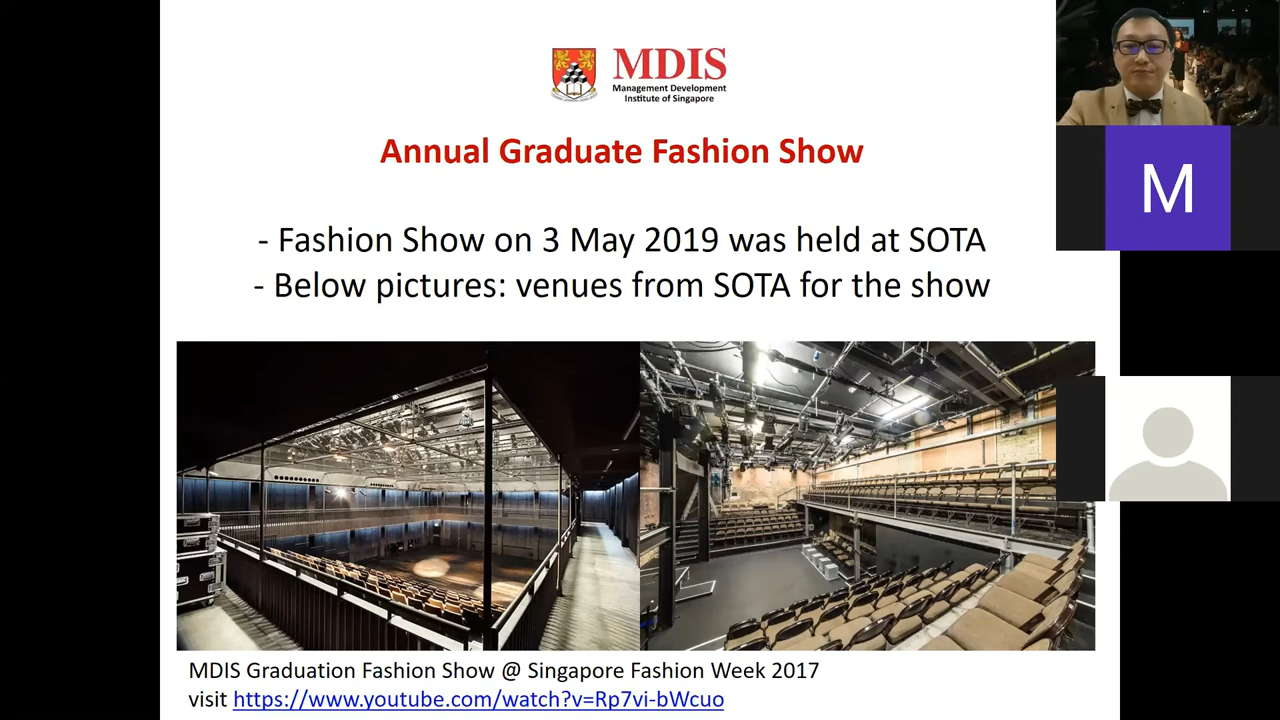 MDIS
Management Development
Institute of Singapore
Annual Graduate Fashion Show
- Fashion Show on 3 May 2019 was held at SOTA
- Below pictures: venues from SOTA for the show
MDIS Graduation Fashion Show @ Singapore Fashion Week 2017
visit https://www.youtube.com/watch?v=Rp7vi-bWcuo
M